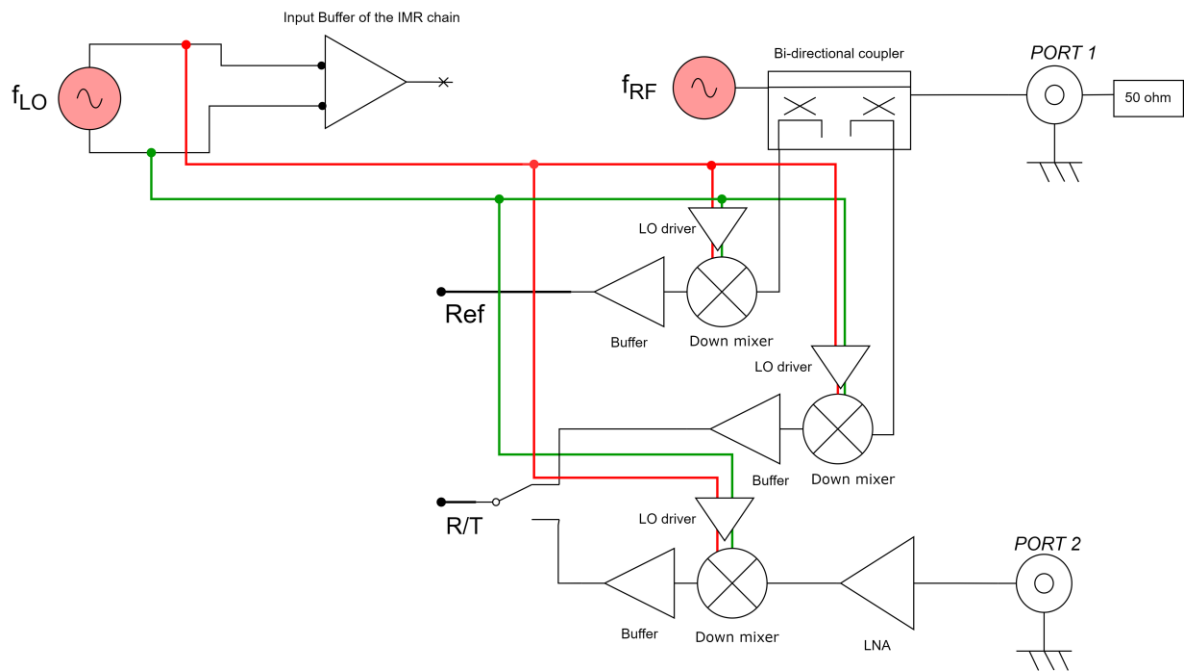 Input Buffer of the IMR chain
fLO
fRF
Bi-directional coupler
PORT 1
50 ohm
LO driver
Ref
Buffer
Down mixer
LO driver
Buffer
Down mixer
R/T
LO driver
PORT 2
Buffer
Down mixer
LNA